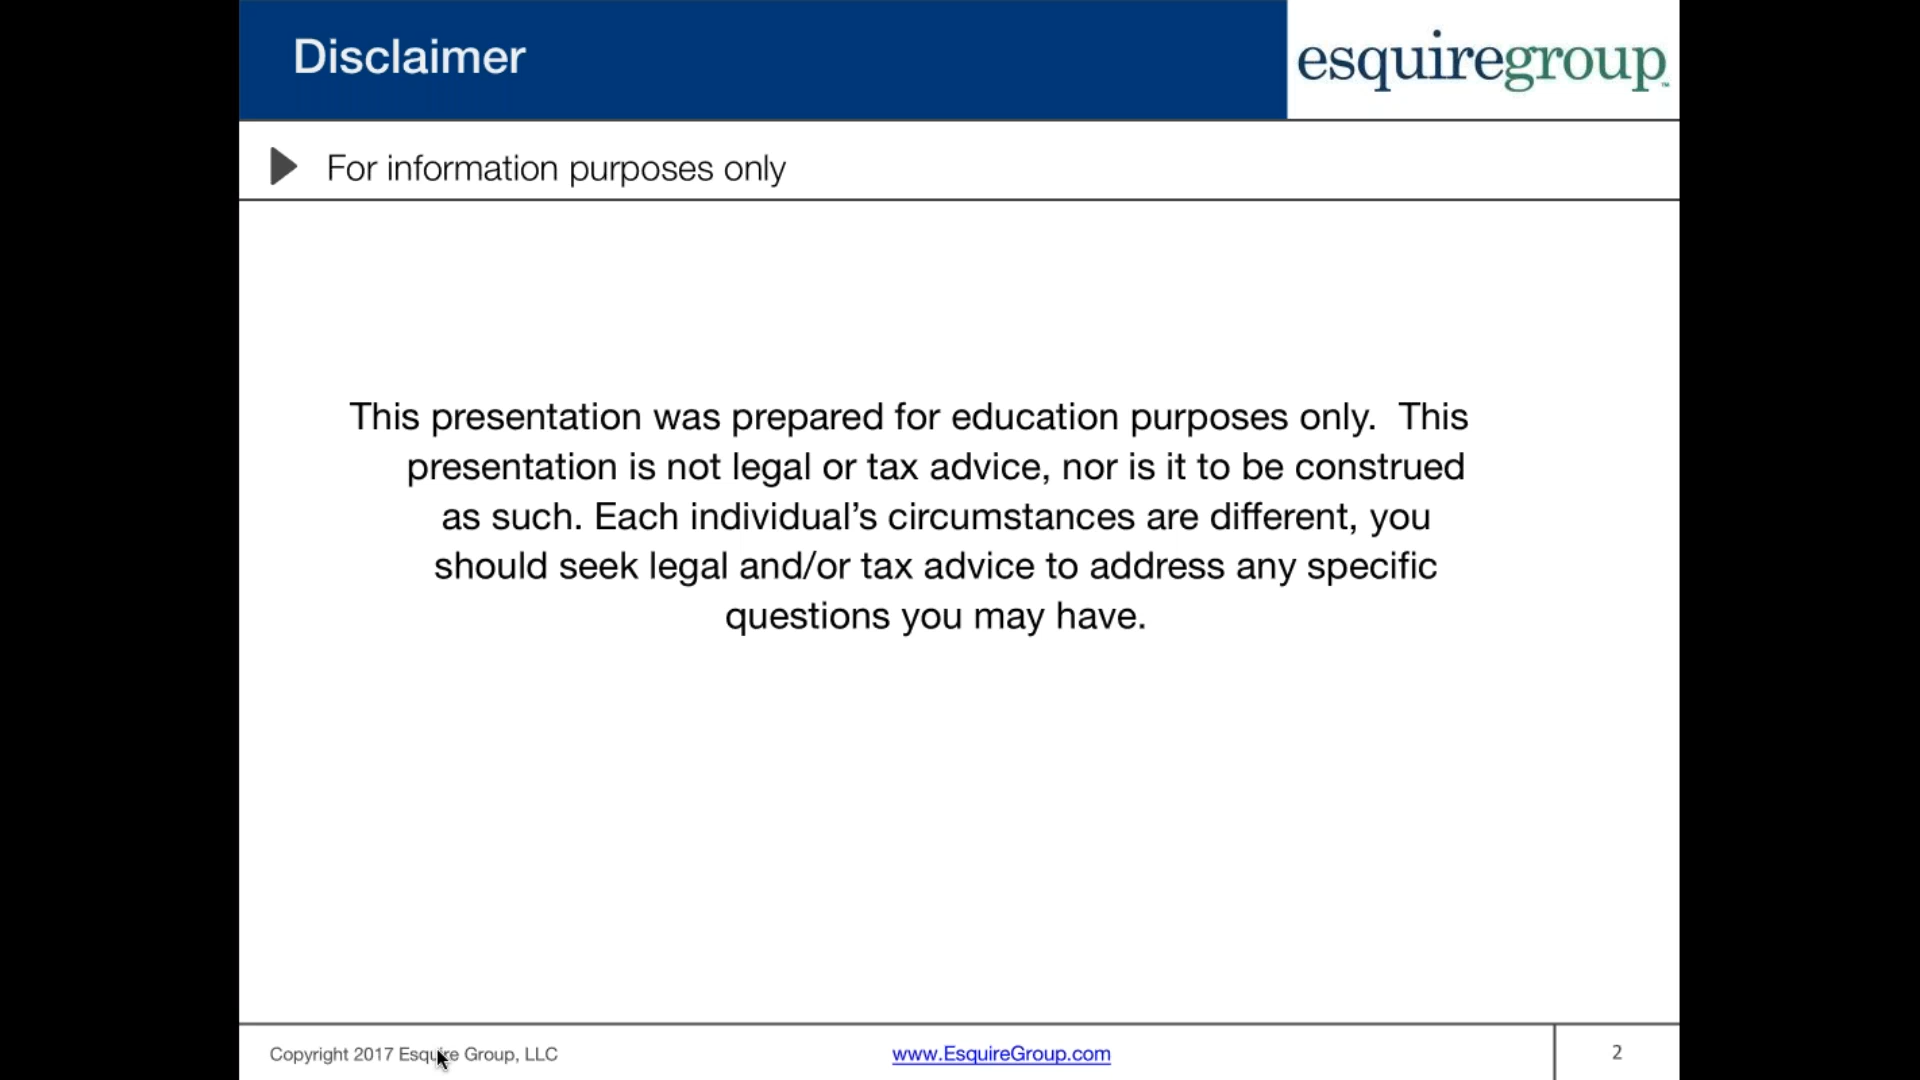 Disclaimer
esquiregroup™
For information purposes only
This presentation was prepared for education purposes only.  This
presentation is not legal or tax advice, nor is it to be construed
as such. Each individual’s circumstances are different, you
should seek legal and/or tax advice to address any specific
questions you may have.
Copyright 2017 Esquire Group, LLC
www.EsquireGroup.com
2